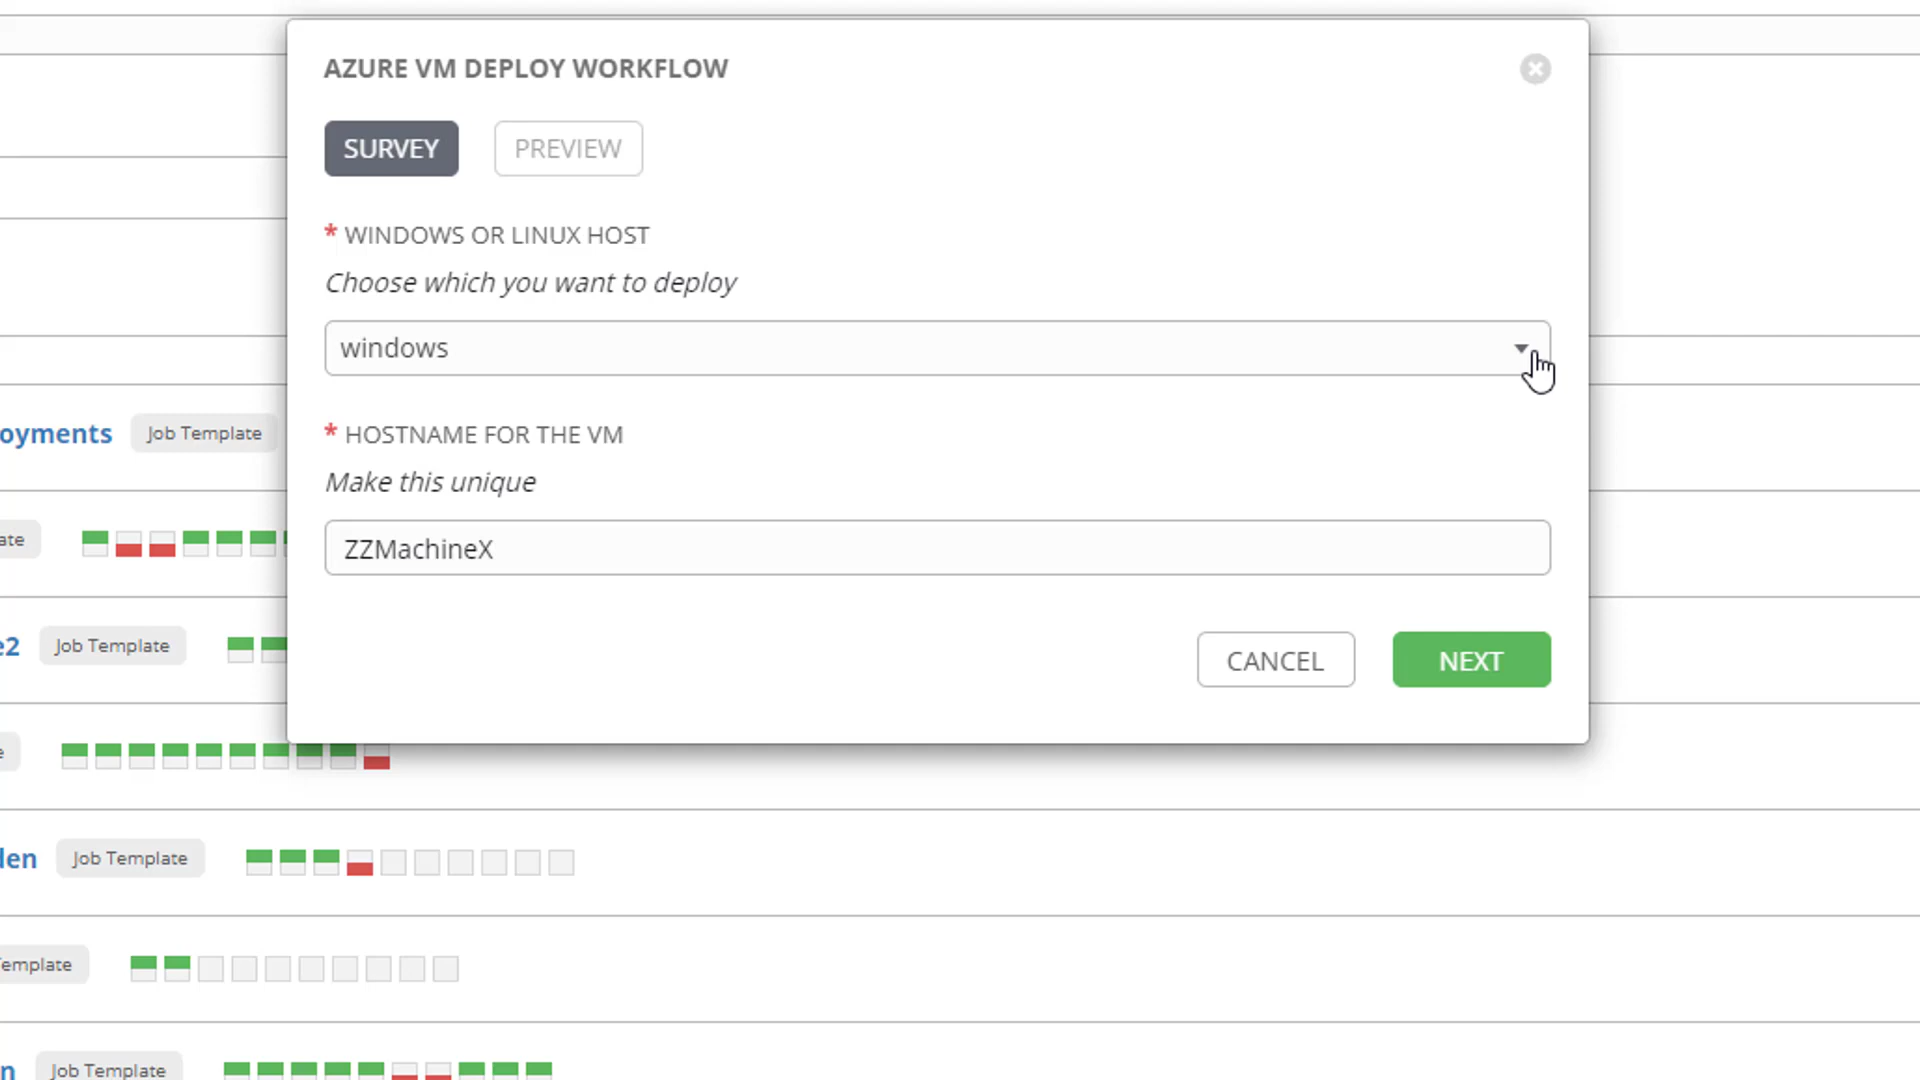 AZURE VM DEPLOY WORKFLOW
SURVEY
PREVIEW
* WINDOWS OR LINUX HOST
Choose which you want to deploy
windows
* HOSTNAME FOR THE VM
Make this unique
ZZMachineX
CANCEL
NEXT
oyments Job Template
ate
e2 Job Template
e
den Job Template
emplate
n Job Template